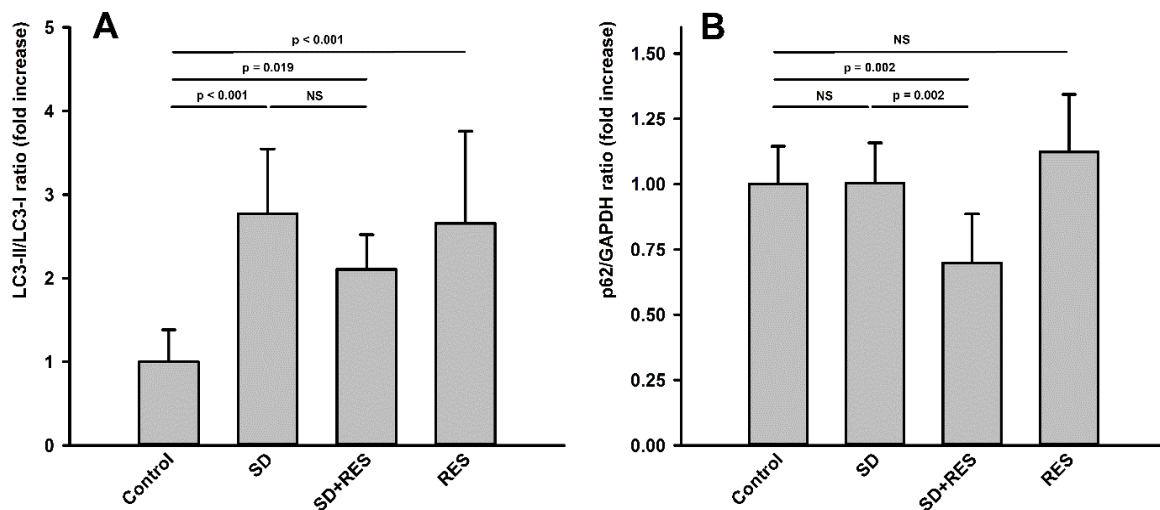 A
LC3-II/LC3-I ratio (fold increase)
5
4
3
2
1
0
p < 0.001
p = 0.019
p < 0.001
NS
Control
SD
SD+RES
RES
B
p62/GAPDH ratio (fold increase)
1.50
1.25
1.00
0.75
0.50
0.25
0.00
NS
p = 0.002
NS
p = 0.002
Control
SD
SD+RES
RES